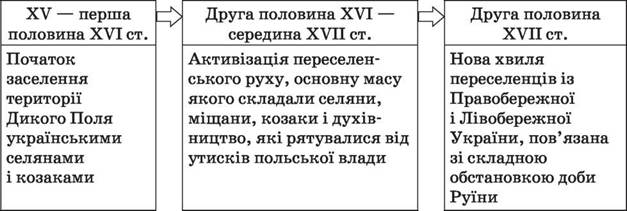 XV — перша
половина XVI ст.
Початок
заселення
території
Дикого Поля
українськими
селянами
і козаками
Друга половина XVI —
середина XVII ст.
Активізація переселен-
ського руху, основну масу
якого складали селяни,
міщани, козаки і духів-
ництво, які рятувалися від
утисків польської влади
Друга половина
XVII ст.
Нова хвиля
переселенців із
Правобережної
і Лівобережної
України, пов’язана
зі складною
обстановкою доби
Руїни